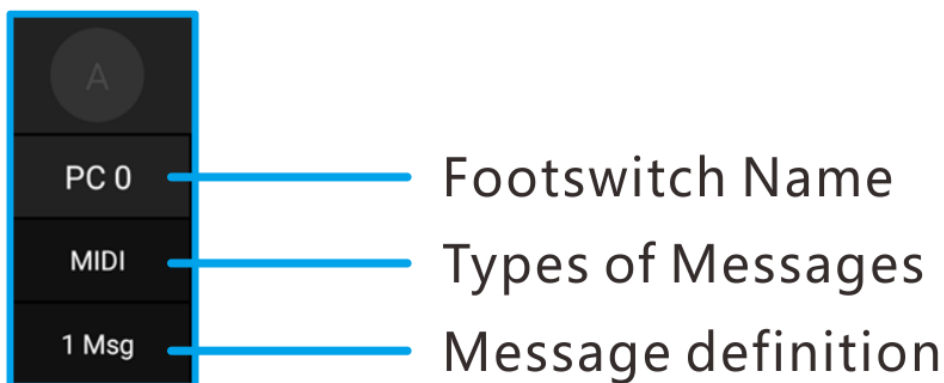 A
PC 0
Footswitch Name
MIDI
Types of Messages
1 Msg
Message definition